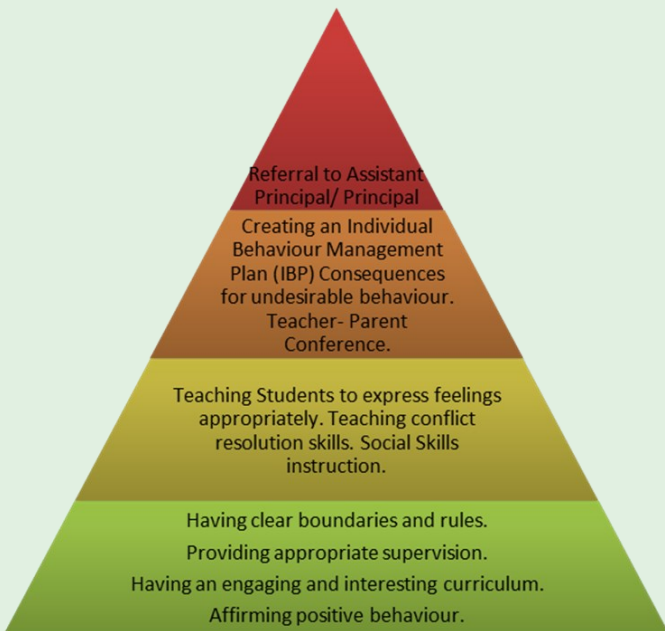 Referral to Assistant
Principal/ Principal
Creating an Individual
Behaviour Management
Plan (IBP) Consequences
for undesirable behaviour.
Teacher- Parent
Conference.
Teaching Students to express feelings
appropriately. Teaching conflict
resolution skills. Social Skills
instruction.
Having clear boundaries and rules.
Providing appropriate supervision.
Having an engaging and interesting curriculum.
Affirming positive behaviour.